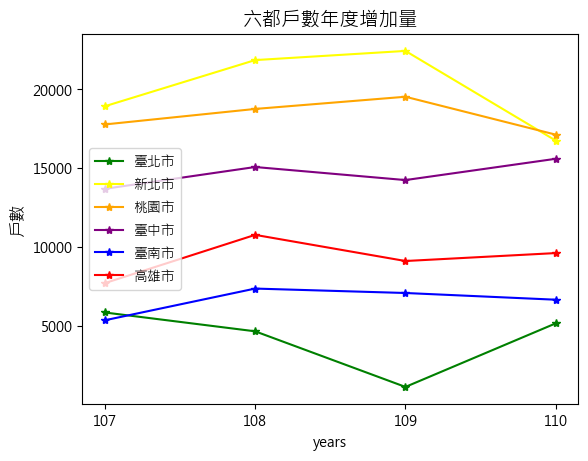 六都戶數年度增加量
戶數
20000
15000
10000
5000
臺北市
新北市
桃園市
臺中市
臺南市
高雄市
107
108
109
110
years